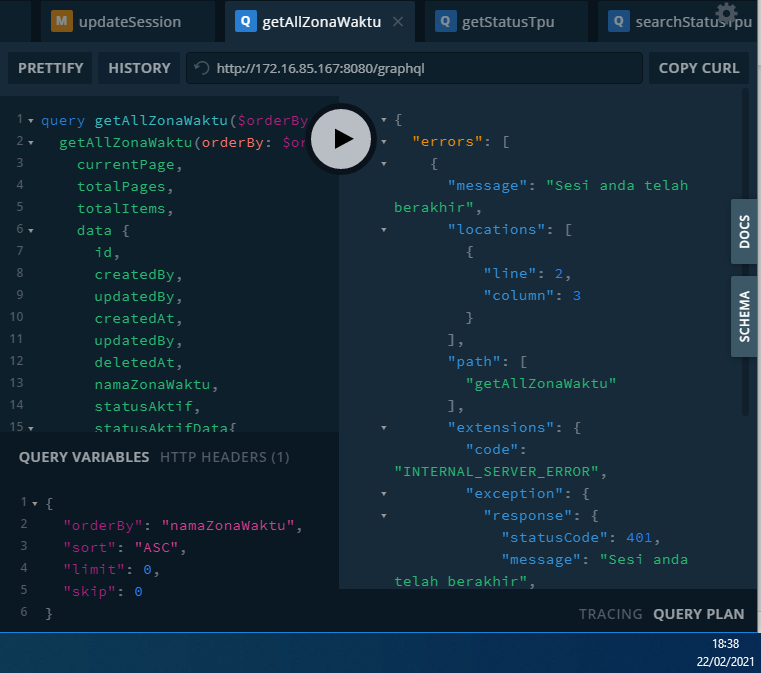 M updateSession
Q getAllZonaWaktu ×
Q getStatusTpu
Q searchStatusTpu
PRETTIFY
HISTORY
http://172.16.85.167:8080/graphql
COPY CURL
1 query getAllZonaWaktu($orderBy
2 getAllZonaWaktu(orderBy: $or
3 currentPage,
4 totalPages,
5 totalItems,
6 data {
7 id,
8 createdBy,
9 updatedBy,
10 createdAt,
11 updatedBy,
12 deletedAt,
13 namaZonaWaktu,
14 statusAktif,
15 statusAktifData{
QUERY VARIABLES HTTP HEADERS (1)
1 {
2 "orderBy": "namaZonaWaktu",
3 "sort": "ASC",
4 "limit": 0,
5 "skip": 0
6 }
{
"errors": [
{
"message": "Sesi anda telah
berakhir",
"locations": [
{
"line": 2,
"column": 3
}
],
"path": [
"getAllZonaWaktu"
],
"extensions": {
"code":
"INTERNAL_SERVER_ERROR",
"exception": {
"response": {
"statusCode": 401,
"message": "Sesi anda
telah berakhir",
DOCS
SCHEMA
TRACING QUERY PLAN
18:38
22/02/2021